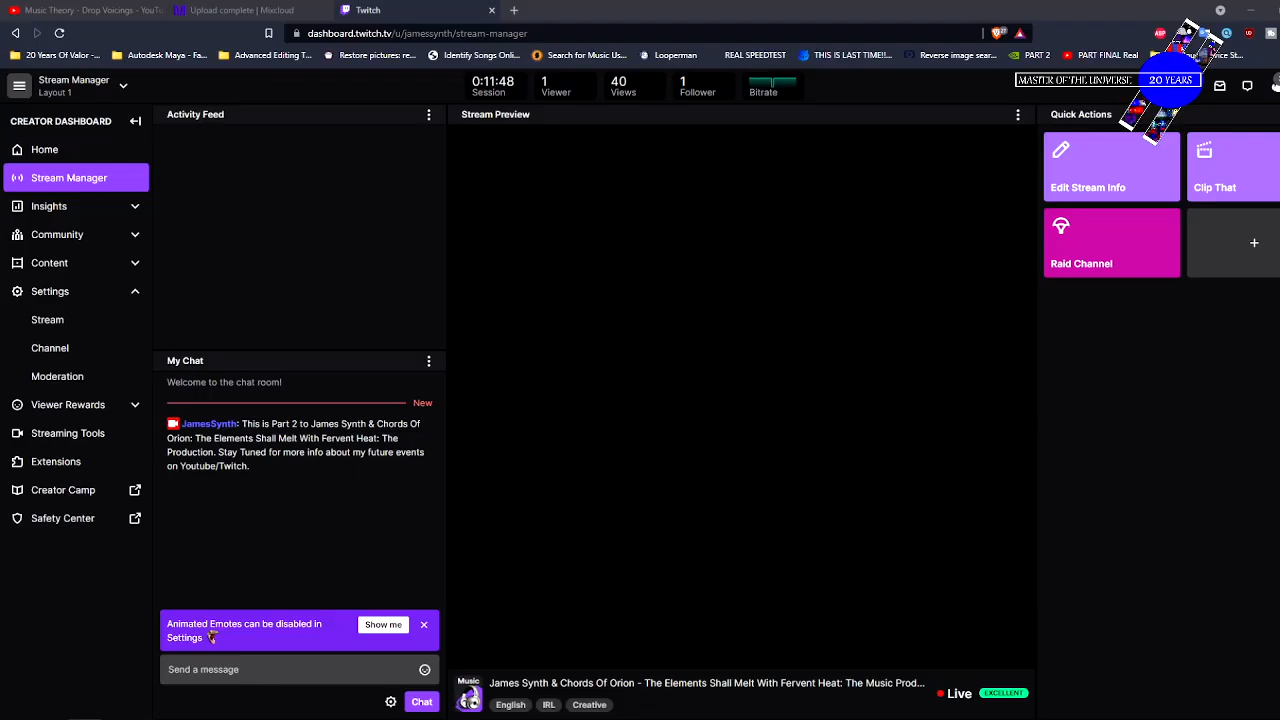 Music Theory - Drop Voicings - YouTu
Upload complete | Mixcloud
Twitch
dashboard.twitch.tv/u/jamessynth/stream-manager
20 Years Of Valor -...
Autodesk Maya - Fre...
Advanced Editing T...
Restore pictures: re...
Identity Songs Chiv...
Search for Music Us...
Looperman
REAL SPEEDTEST
THIS IS LAST TIME!!...
Reverse image sear...
PART 2
PART FINAL Real
Stream Manager
Layout 1
0:11:48
Session
1
Viewer
40
Views
1
Follower
Bitrate
MASTER OF THE UNIVERSE 20 YEARS
CREATOR DASHBOARD
Home
Stream Manager
Insights
Community
Content
Settings
Stream
Channel
Moderation
Viewer Rewards
Streaming Tools
Extensions
Creator Camp
Safety Center
Activity Feed
My Chat
Welcome to the chat room!
New
JamesSynth: This is Part 2 to James Synth & Chords Of
Orion: The Elements Shall Melt With Fervent Heat: The
Production. Stay Tuned for more info about my future events
on Youtube/Twitch.
Animated Emotes can be disabled in
Settings
Show me
Send a message
Chat
Stream Preview
Music
James Synth & Chords Of Orion - The Elements Shall Melt With Fervent Heat: The Music Prod...
English
IRL
Creative
Live
EXCELLENT
Quick Actions
Edit Stream Info
Clip That
Raid Channel